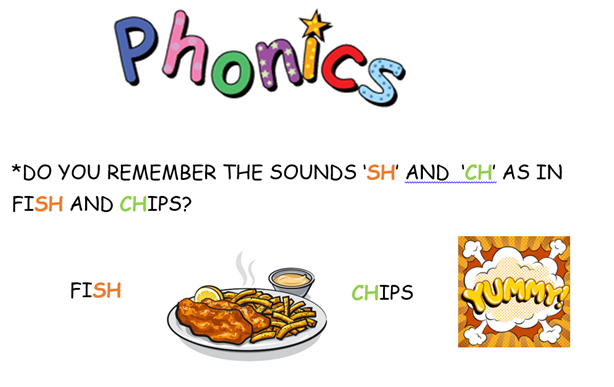 Phonics
*DO YOU REMEMBER THE SOUNDS ‘SH’ AND  ‘CH’ AS IN
FISH AND CHIPS?
FISH
CHIPS
YUMMY!